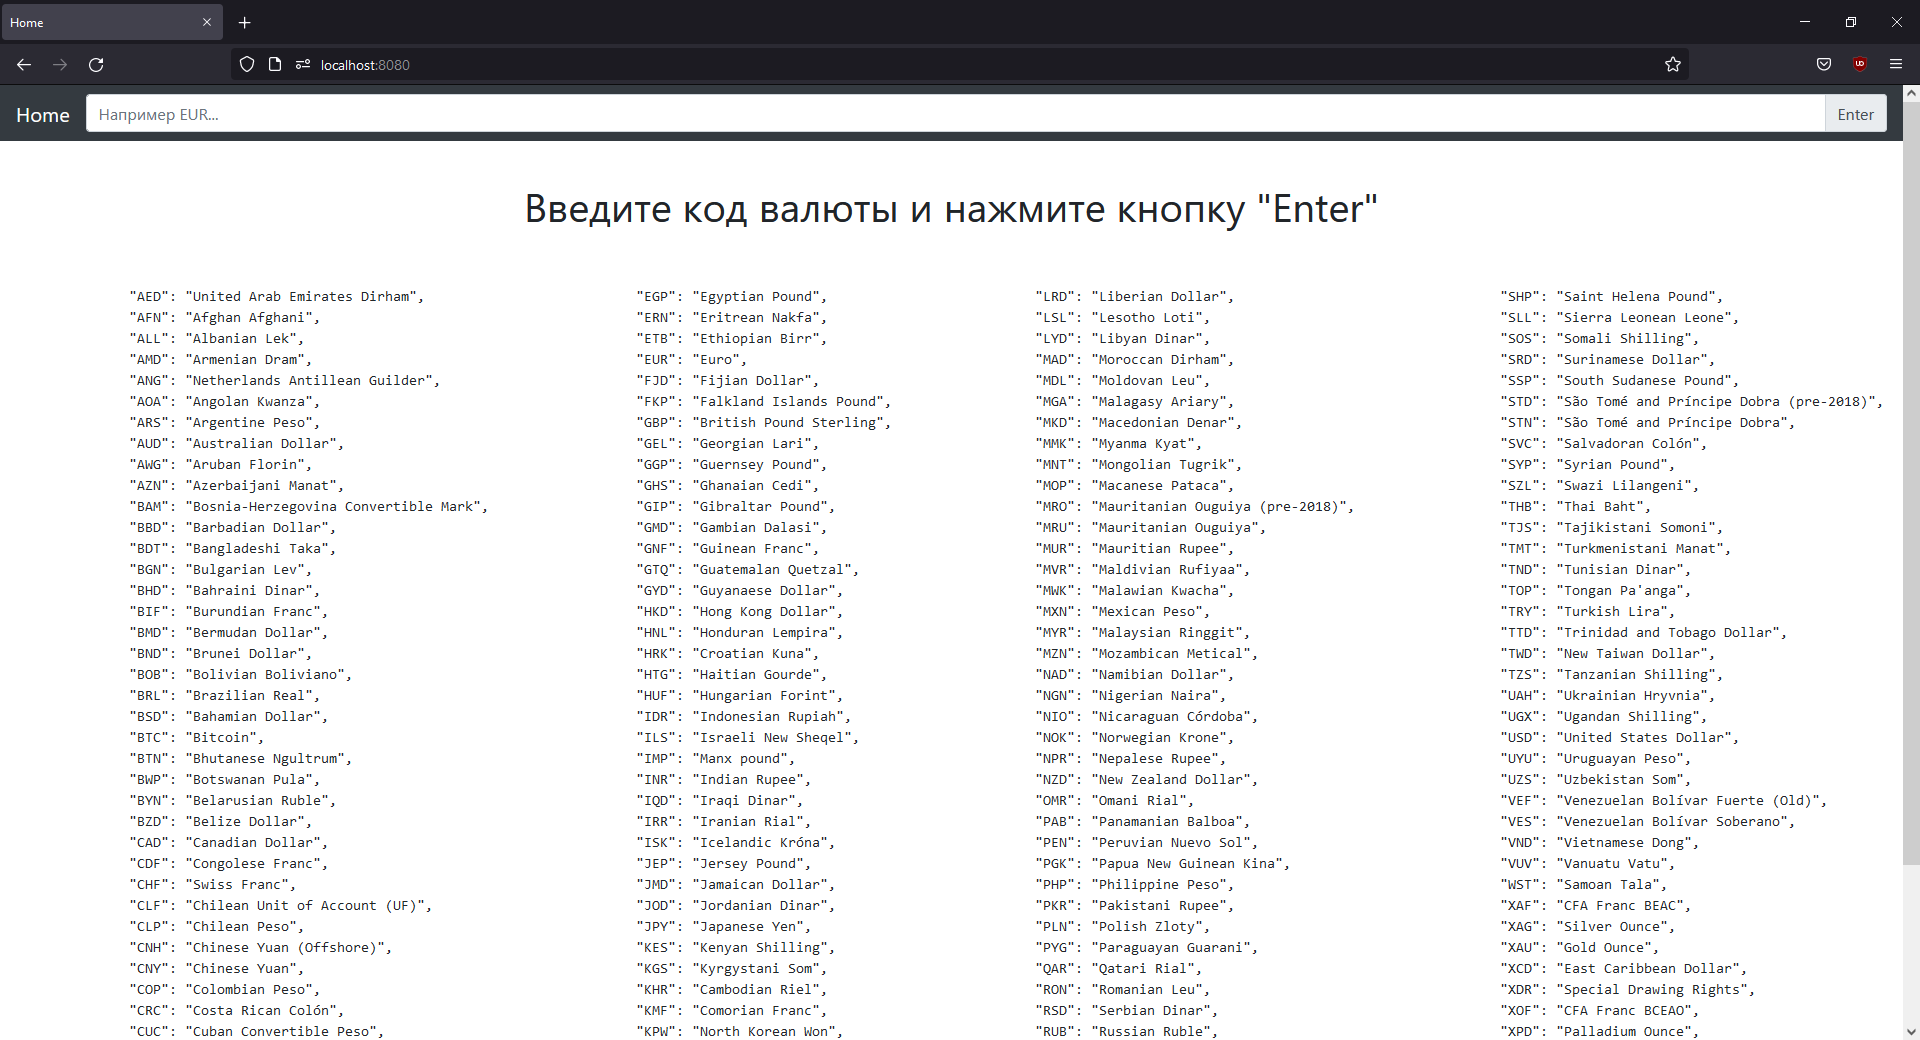 Home
localhost:8080
Home
Например EUR...
Enter
Введите код валюты и нажмите кнопку "Enter"
"AED": "United Arab Emirates Dirham",
"AFN": "Afghan Afghani",
"ALL": "Albanian Lek",
"AMD": "Armenian Dram",
"ANG": "Netherlands Antillean Guilder",
"AOA": "Angolan Kwanza",
"ARS": "Argentine Peso",
"AUD": "Australian Dollar",
"AWG": "Aruban Florin",
"AZN": "Azerbaijani Manat",
"BAM": "Bosnia-Herzegovina Convertible Mark",
"BBD": "Barbadian Dollar",
"BDT": "Bangladeshi Taka",
"BGN": "Bulgarian Lev",
"BHD": "Bahraini Dinar",
"BIF": "Burundian Franc",
"BMD": "Bermudan Dollar",
"BND": "Brunei Dollar",
"BOB": "Bolivian Boliviano",
"BRL": "Brazilian Real",
"BSD": "Bahamian Dollar",
"BTC": "Bitcoin",
"BTN": "Bhutanese Ngultrum",
"BWP": "Botswanan Pula",
"BYN": "Belarusian Ruble",
"BZD": "Belize Dollar",
"CAD": "Canadian Dollar",
"CDF": "Congolese Franc",
"CHF": "Swiss Franc",
"CLF": "Chilean Unit of Account (UF)",
"CLP": "Chilean Peso",
"CNH": "Chinese Yuan (Offshore)",
"CNY": "Chinese Yuan",
"COP": "Colombian Peso",
"CRC": "Costa Rican Colón",
"CUC": "Cuban Convertible Peso",
"EGP": "Egyptian Pound",
"ERN": "Eritrean Nakfa",
"ETB": "Ethiopian Birr",
"EUR": "Euro",
"FJD": "Fijian Dollar",
"FKP": "Falkland Islands Pound",
"GBP": "British Pound Sterling",
"GEL": "Georgian Lari",
"GGP": "Guernsey Pound",
"GHS": "Ghanaian Cedi",
"GIP": "Gibraltar Pound",
"GMD": "Gambian Dalasi",
"GNF": "Guinean Franc",
"GTQ": "Guatemalan Quetzal",
"GYD": "Guyanaese Dollar",
"HKD": "Hong Kong Dollar",
"HNL": "Honduran Lempira",
"HRK": "Croatian Kuna",
"HTG": "Haitian Gourde",
"HUF": "Hungarian Forint",
"IDR": "Indonesian Rupiah",
"ILS": "Israeli New Sheqel",
"IMP": "Manx pound",
"INR": "Indian Rupee",
"IQD": "Iraqi Dinar",
"IRR": "Iranian Rial",
"ISK": "Icelandic Króna",
"JEP": "Jersey Pound",
"JMD": "Jamaican Dollar",
"JOD": "Jordanian Dinar",
"JPY": "Japanese Yen",
"KES": "Kenyan Shilling",
"KGS": "Kyrgystani Som",
"KHR": "Cambodian Riel",
"KMF": "Comorian Franc",
"KPW": "North Korean Won",
"LRD": "Liberian Dollar",
"LSL": "Lesotho Loti",
"LYD": "Libyan Dinar",
"MAD": "Moroccan Dirham",
"MDL": "Moldovan Leu",
"MGA": "Malagasy Ariary",
"MKD": "Macedonian Denar",
"MMK": "Myanma Kyat",
"MNT": "Mongolian Tugrik",
"MOP": "Macanese Pataca",
"MRO": "Mauritanian Ouguiya (pre-2018)",
"MRU": "Mauritanian Ouguiya",
"MUR": "Mauritian Rupee",
"MVR": "Maldivian Rufiyaa",
"MWK": "Malawian Kwacha",
"MXN": "Mexican Peso",
"MYR": "Malaysian Ringgit",
"MZN": "Mozambican Metical",
"NAD": "Namibian Dollar",
"NGN": "Nigerian Naira",
"NIO": "Nicaraguan Córdoba",
"NOK": "Norwegian Krone",
"NPR": "Nepalese Rupee",
"NZD": "New Zealand Dollar",
"OMR": "Omani Rial",
"PAB": "Panamanian Balboa",
"PEN": "Peruvian Nuevo Sol",
"PGK": "Papua New Guinean Kina",
"PHP": "Philippine Peso",
"PKR": "Pakistani Rupee",
"PLN": "Polish Zloty",
"PYG": "Paraguayan Guarani",
"QAR": "Qatari Rial",
"RON": "Romanian Leu",
"RSD": "Serbian Dinar",
"RUB": "Russian Ruble",
"SHP": "Saint Helena Pound",
"SLL": "Sierra Leonean Leone",
"SOS": "Somali Shilling",
"SRD": "Surinamese Dollar",
"SSP": "South Sudanese Pound",
"STD": "São Tomé and Príncipe Dobra (pre-2018)",
"STN": "São Tomé and Príncipe Dobra",
"SVC": "Salvadoran Colón",
"SYP": "Syrian Pound",
"SZL": "Swazi Lilangeni",
"THB": "Thai Baht",
"TJS": "Tajikistani Somoni",
"TMT": "Turkmenistani Manat",
"TND": "Tunisian Dinar",
"TOP": "Tongan Pa'anga",
"TRY": "Turkish Lira",
"TTD": "Trinidad and Tobago Dollar",
"TWD": "New Taiwan Dollar",
"TZS": "Tanzanian Shilling",
"UAH": "Ukrainian Hryvnia",
"UGX": "Ugandan Shilling",
"USD": "United States Dollar",
"UYU": "Uruguayan Peso",
"UZS": "Uzbekistan Som",
"VEF": "Venezuelan Bolívar Fuerte (Old)",
"VES": "Venezuelan Bolívar Soberano",
"VND": "Vietnamese Dong",
"VUV": "Vanuatu Vatu",
"WST": "Samoan Tala",
"XAF": "CFA Franc BEAC",
"XAG": "Silver Ounce",
"XAU": "Gold Ounce",
"XCD": "East Caribbean Dollar",
"XDR": "Special Drawing Rights",
"XOF": "CFA Franc BCEAO",
"XPD": "Palladium Ounce",